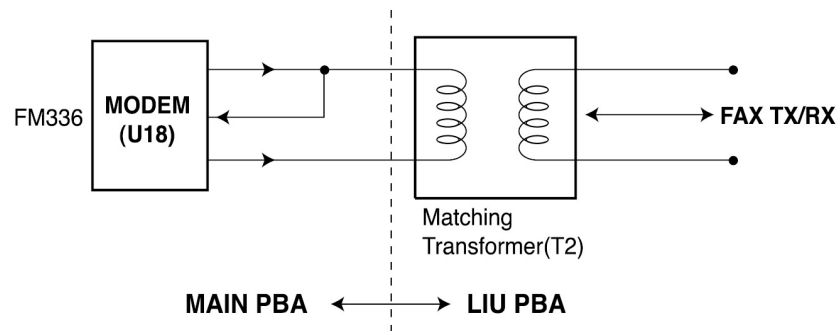 FM336
MODEM
(U18)
FAX TX/RX
Matching
Transformer(T2)
MAIN PBA
LIU PBA